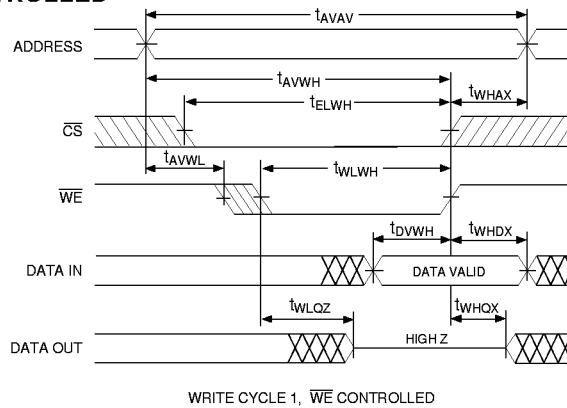 ROLLED
tAVAV
ADDRESS
tAVWH
tELWH
tWHAX
CS
tAVWL
tWLWH
WE
tDVWH
tWHDX
DATA IN
DATA VALID
tWLQZ
tWHQX
DATA OUT
HIGH Z
WRITE CYCLE 1, WE CONTROLLED